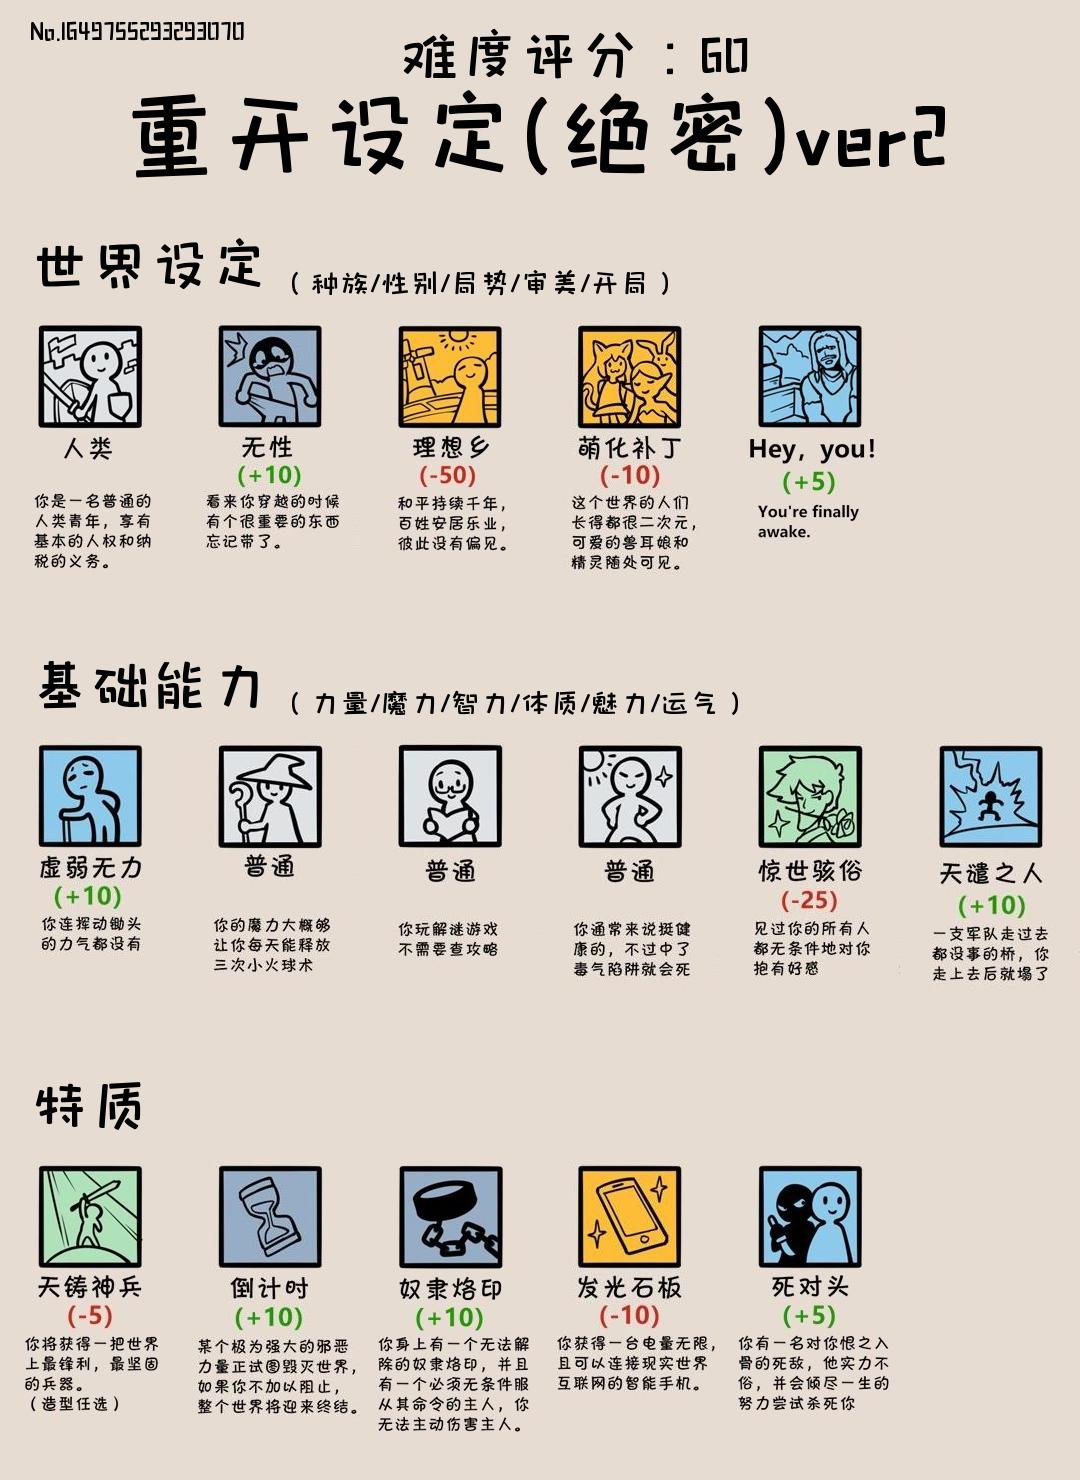 No.1649755293293070
难度评分：60
重开设定(绝密)ver2
世界设定（种族/性别/局势/审美/开局）
人类
你是一名普通的
人类青年，享有
基本的人权和纳
税的义务。
无性
(+10)
看来你穿越的时候
有个很重要的东西
忘记带了。
理想乡
(-50)
和平持续千年，
百姓安居乐业，
彼此没有偏见。
萌化补丁
(-10)
这个世界的人们
长得都很二次元，
可爱的兽耳娘和
精灵随处可见。
Hey, you!
(+5)
You're finally
awake.
基础能力（力量/魔力/智力/体质/魅力/运气）
虚弱无力
(+10)
你连挥动锄头
的力气都没有
普通
你的魔力大概够
让你每天能释放
三次小火球术
普通
你玩解谜游戏
不需要查攻略
普通
你通常来说挺健
康的，不过中了
毒气陷阱就会死
惊世骇俗
(-25)
见过你的所有人
都无条件地对你
抱有好感
天谴之人
(+10)
一支军队走过去
都没事的桥，你
走上去后就塌了
特质
天铸神兵
(-5)
你将获得一把世界
上最锋利，最坚固
的兵器。
（造型任选）
倒计时
(+10)
某个极为强大的邪恶
力量正试图毁灭世界，
如果你不加以阻止，
整个世界将迎来终结。
奴隶烙印
(+10)
你身上有一个无法解
除的奴隶烙印，并且
有一个必须无条件服
从其命令的主人，你
无法主动伤害主人。
发光石板
(-10)
你获得一台电量无限，
且可以连接现实世界
互联网的智能手机。
死对头
(+5)
你有一名对你恨之入
骨的死敌，他实力不
俗，并会倾尽一生的
努力尝试杀死你